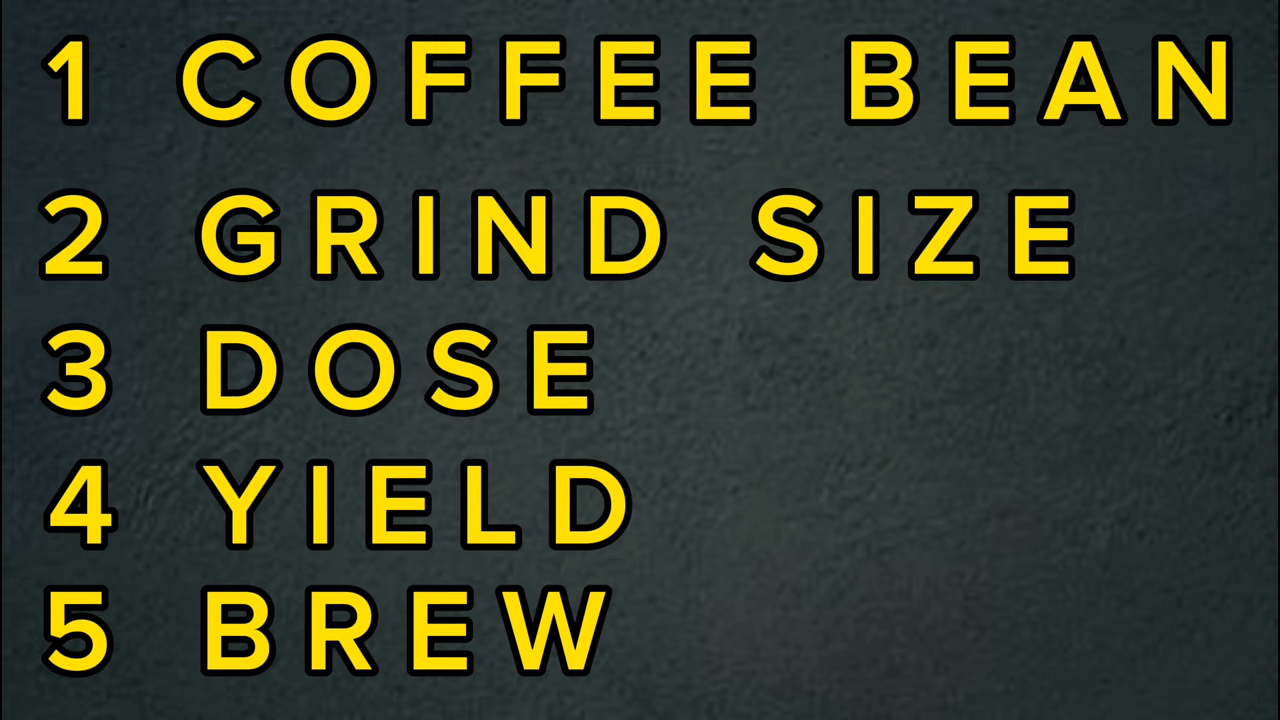 1 COFFEE BEAN
2 GRIND SIZE
3 DOSE
4 YIELD
5 BREW